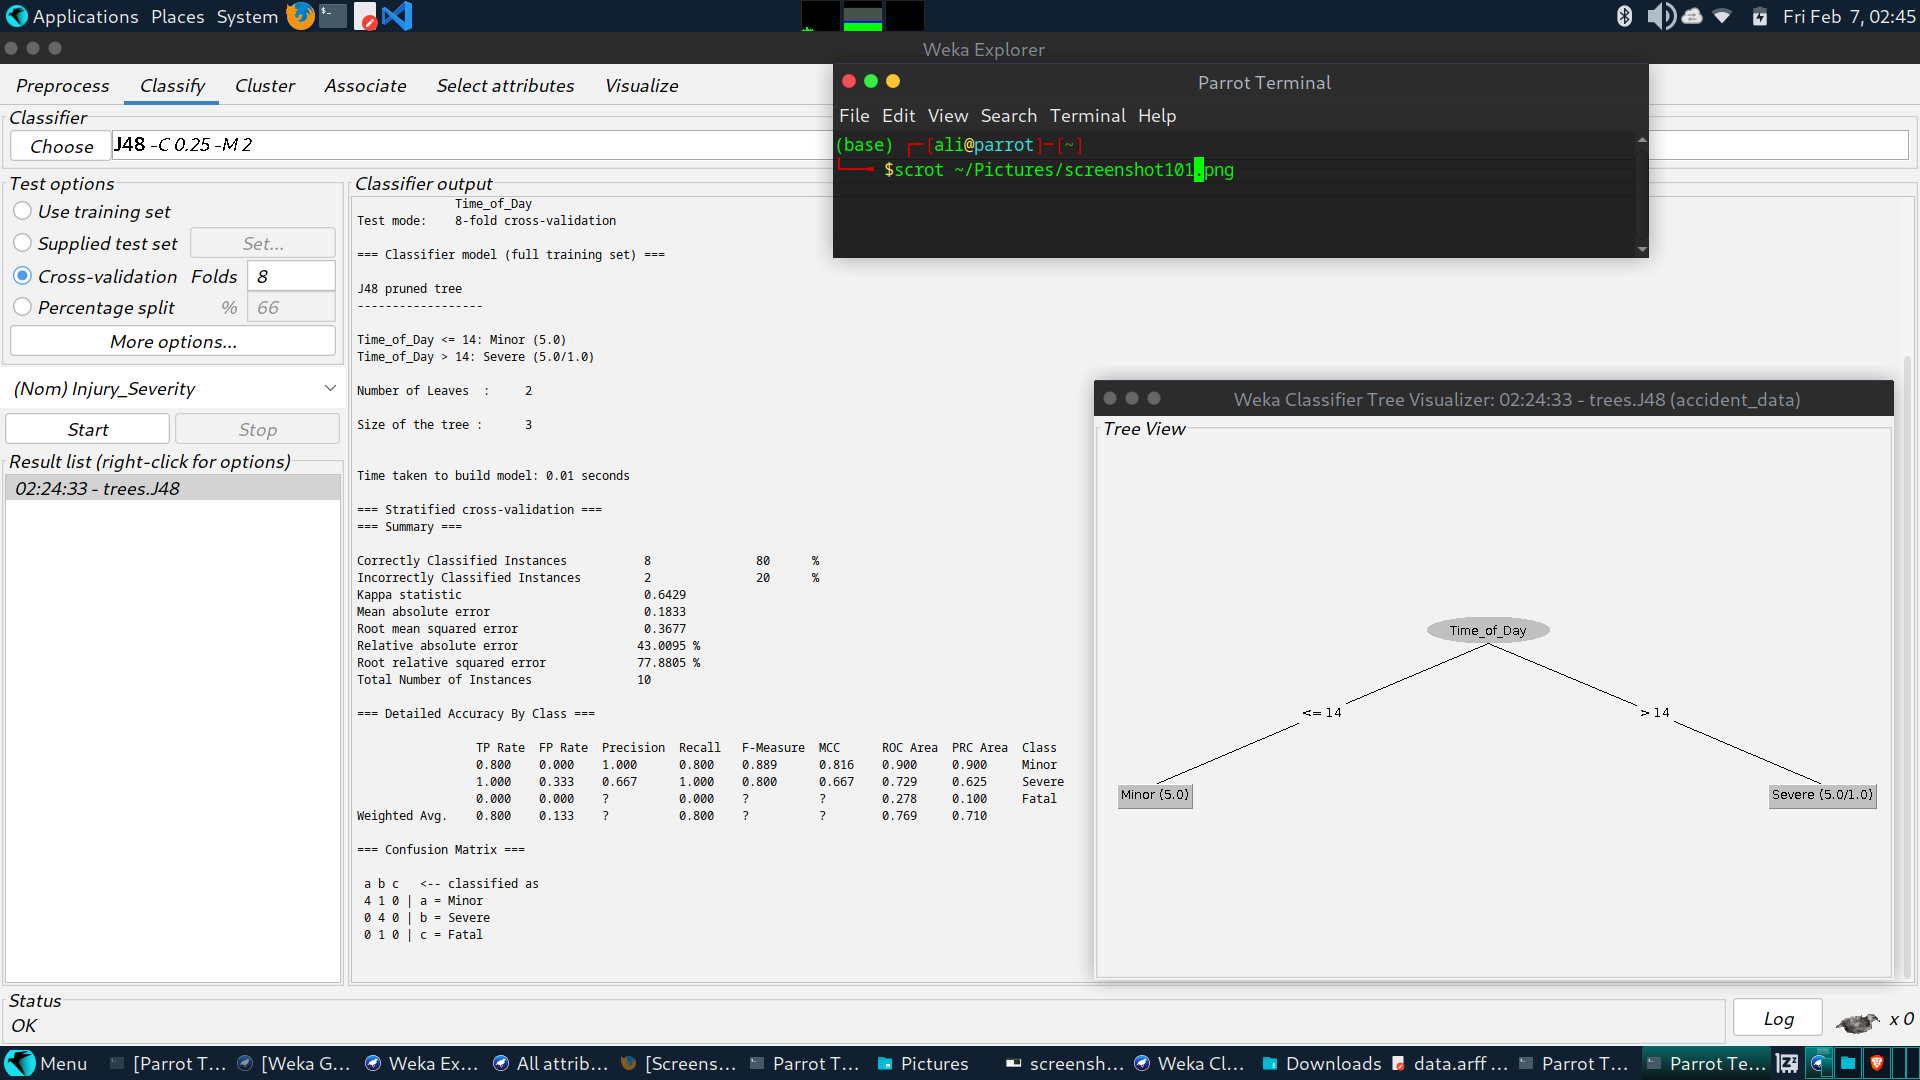 Applications Places System
Fri Feb 7, 02:45
Weka Explorer
Preprocess Classify Cluster Associate Select attributes Visualize
Classifier
Choose J48 -C 0.25 -M 2
Parrot Terminal
File Edit View Search Terminal Help
(base) ┌─[ali@parrot]─[~]
└──╼ $scrot ~/Pictures/screenshot101.png
Test options
Use training set
Supplied test set Set...
Cross-validation Folds 8
Percentage split % 66
More options...
(Nom) Injury_Severity
Start Stop
Result list (right-click for options)
02:24:33 - trees.J48
Classifier output
Time_of_Day
Test mode: 8-fold cross-validation
=== Classifier model (full training set) ===
J48 pruned tree
------------------
Time_of_Day <= 14: Minor (5.0)
Time_of_Day > 14: Severe (5.0/1.0)
Number of Leaves : 2
Size of the tree : 3
Time taken to build model: 0.01 seconds
=== Stratified cross-validation ===
=== Summary ===
Correctly Classified Instances 8 80 %
Incorrectly Classified Instances 2 20 %
Kappa statistic 0.6429
Mean absolute error 0.1833
Root mean squared error 0.3677
Relative absolute error 43.0095 %
Root relative squared error 77.8805 %
Total Number of Instances 10
=== Detailed Accuracy By Class ===
TP Rate FP Rate Precision Recall F-Measure MCC ROC Area PRC Area Class
0.800 0.000 1.000 0.800 0.889 0.816 0.900 0.900 Minor
1.000 0.333 0.667 1.000 0.800 0.667 0.729 0.625 Severe
0.000 0.000 ? 0.000 ? ? 0.278 0.100 Fatal
Weighted Avg. 0.800 0.133 ? 0.800 ? ? 0.769 0.710
=== Confusion Matrix ===
a b c <-- classified as
4 1 0 | a = Minor
0 4 0 | b = Severe
0 1 0 | c = Fatal
Weka Classifier Tree Visualizer: 02:24:33 - trees.J48 (accident_data)
Tree View
Time_of_Day
<= 14
> 14
Minor (5.0)
Severe (5.0/1.0)
Status
OK
Log
x 0
Menu [Parrot T... [Weka G... Weka Ex... All attrib... [Screens... Parrot T... Pictures screensh... Weka Cl... Downloads data.arff ... Parrot T... Parrot Te...